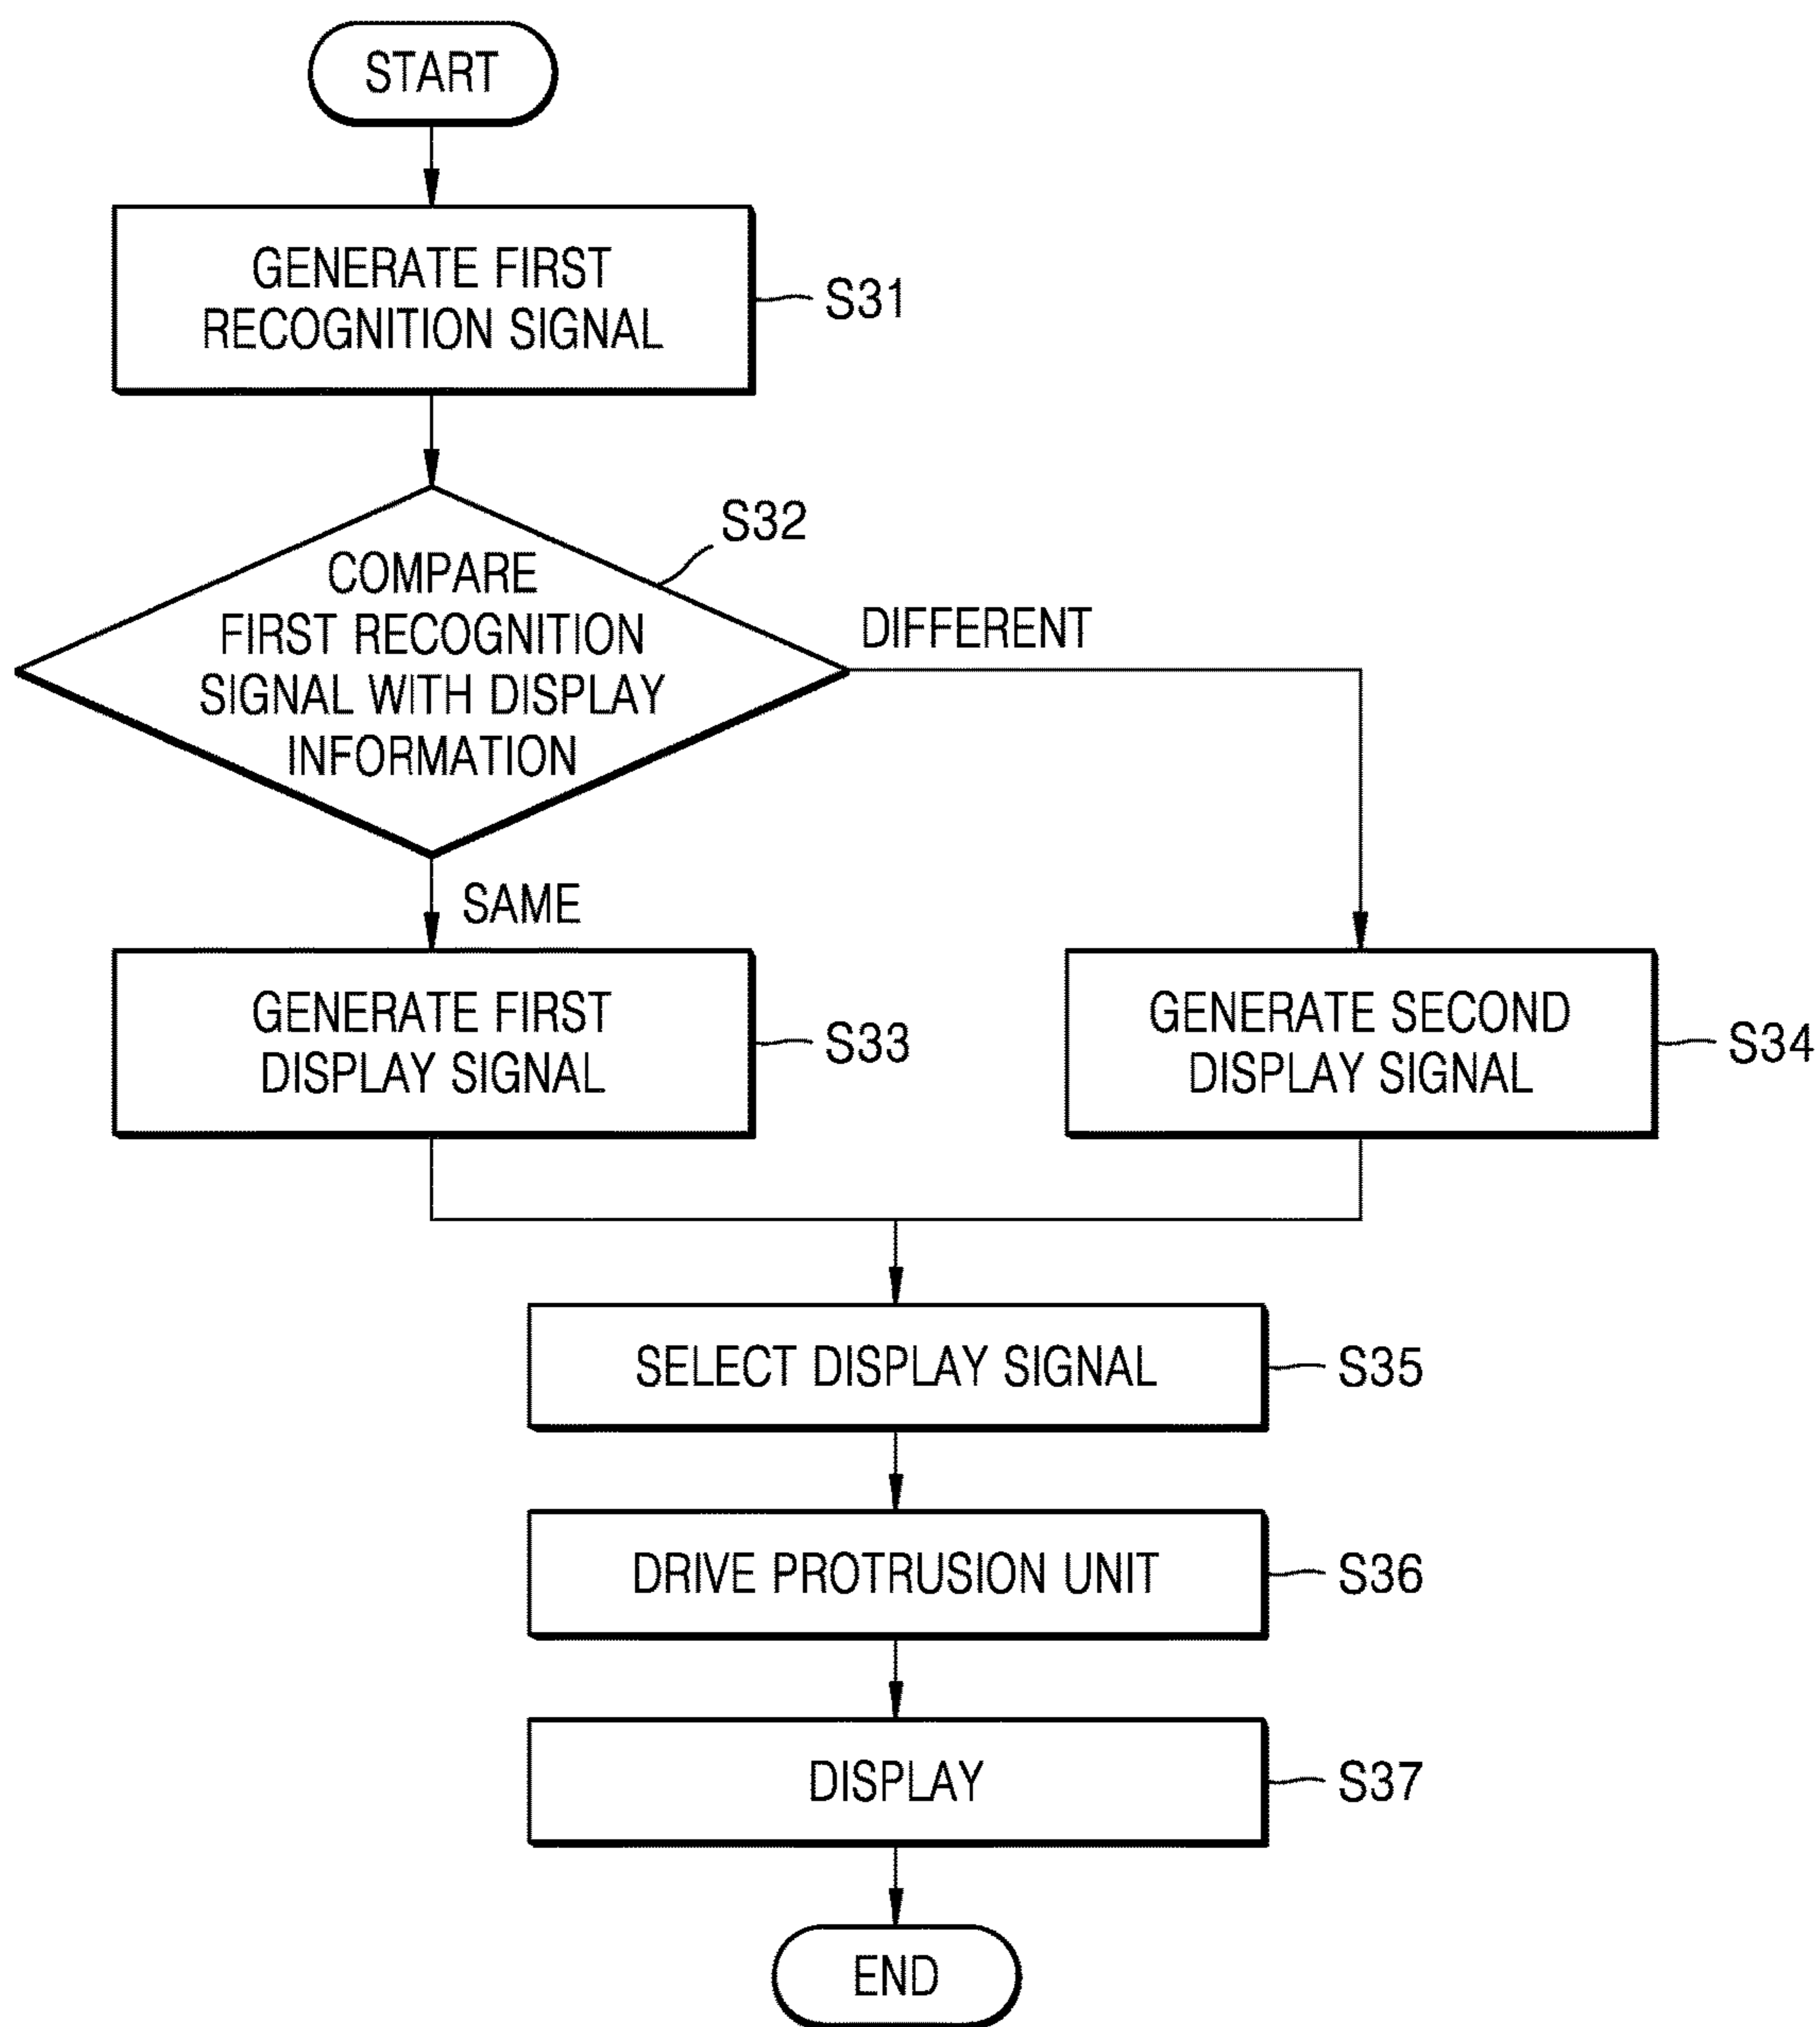 START
GENERATE FIRST
RECOGNITION SIGNAL
S31
S32
COMPARE
FIRST RECOGNITION
SIGNAL WITH DISPLAY
INFORMATION
DIFFERENT
SAME
GENERATE FIRST
DISPLAY SIGNAL
S33
GENERATE SECOND
DISPLAY SIGNAL
S34
SELECT DISPLAY SIGNAL
S35
DRIVE PROTRUSION UNIT
S36
DISPLAY
S37
END